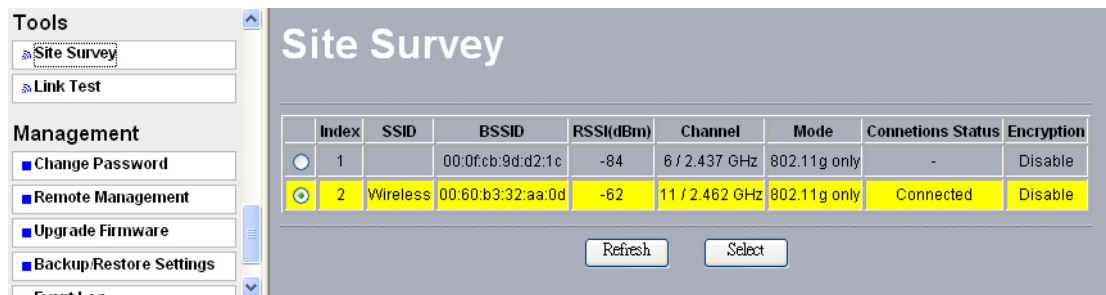 Tools
Site Survey
Link Test
Management
Change Password
Remote Management
Upgrade Firmware
Backup/Restore Settings
Site Survey
Index SSID BSSID RSSI(dBm) Channel Mode Connetions Status Encryption
1 00:0f:cb:9d:d2:1c -84 6 / 2.437 GHz 802.11g only - Disable
2 Wireless 00:60:b3:32:aa:0d -62 11 / 2.462 GHz 802.11g only Connected Disable
Refresh Select